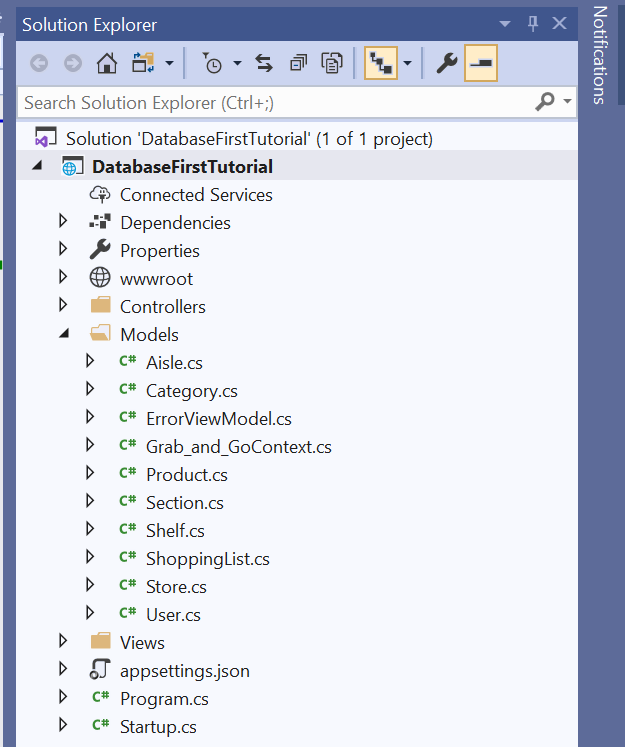 Solution Explorer
Notifications
Search Solution Explorer (Ctrl+;)
Solution 'DatabaseFirstTutorial' (1 of 1 project)
DatabaseFirstTutorial
Connected Services
Dependencies
Properties
wwwroot
Controllers
Models
C# Aisle.cs
C# Category.cs
C# ErrorViewModel.cs
C# Grab_and_GoContext.cs
C# Product.cs
C# Section.cs
C# Shelf.cs
C# ShoppingList.cs
C# Store.cs
C# User.cs
Views
appsettings.json
C# Program.cs
C# Startup.cs